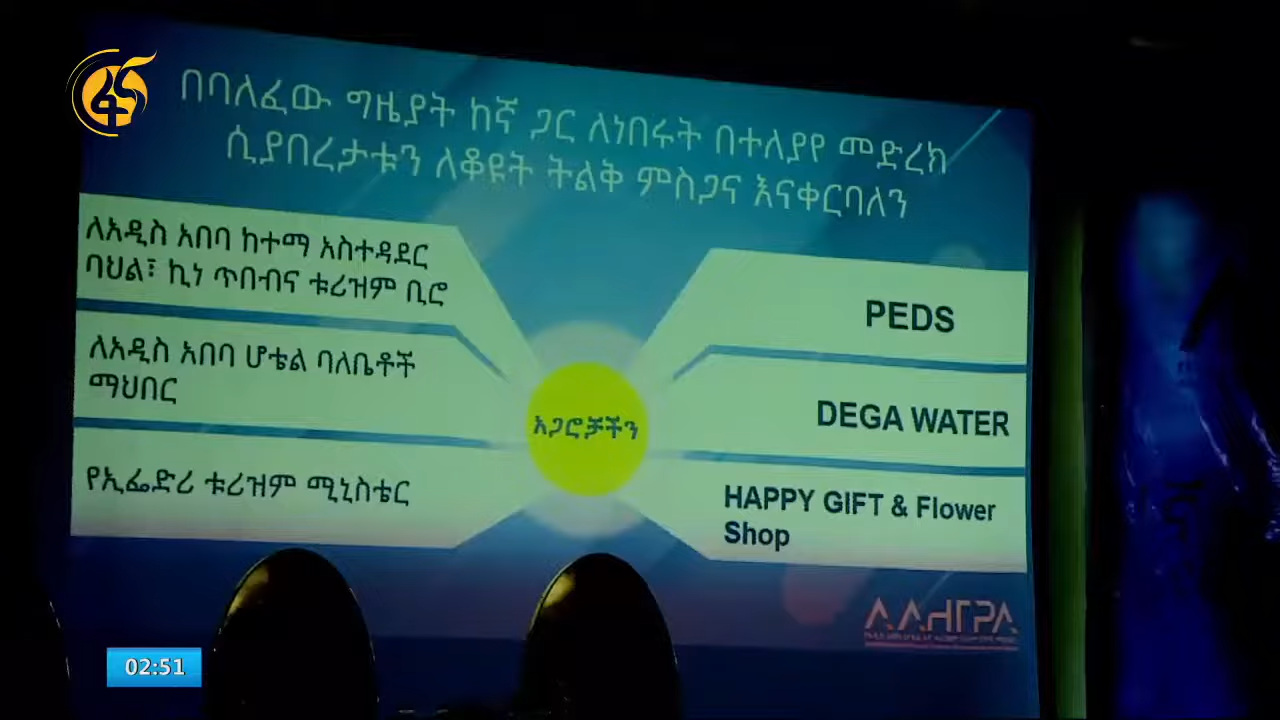 በባለፈው ግዜያት ከኛ ጋር ለነበሩት በተለያየ መድረክ
ሲያበረታቱን ለቆዩት ትልቅ ምስጋና እናቀርባለን
ለአዲስ አበባ ከተማ አስተዳደር
ባህል፣ ኪነ ጥበብና ቱሪዝም ቢሮ
ለአዲስ አበባ ሆቴል ባለቤቶች
ማህበር
የኢፌድሪ ቱሪዝም ሚኒስቴር
አጋሮቻችን
PEDS
DEGA WATER
HAPPY GIFT & Flower
Shop
AAHTPA
02:51